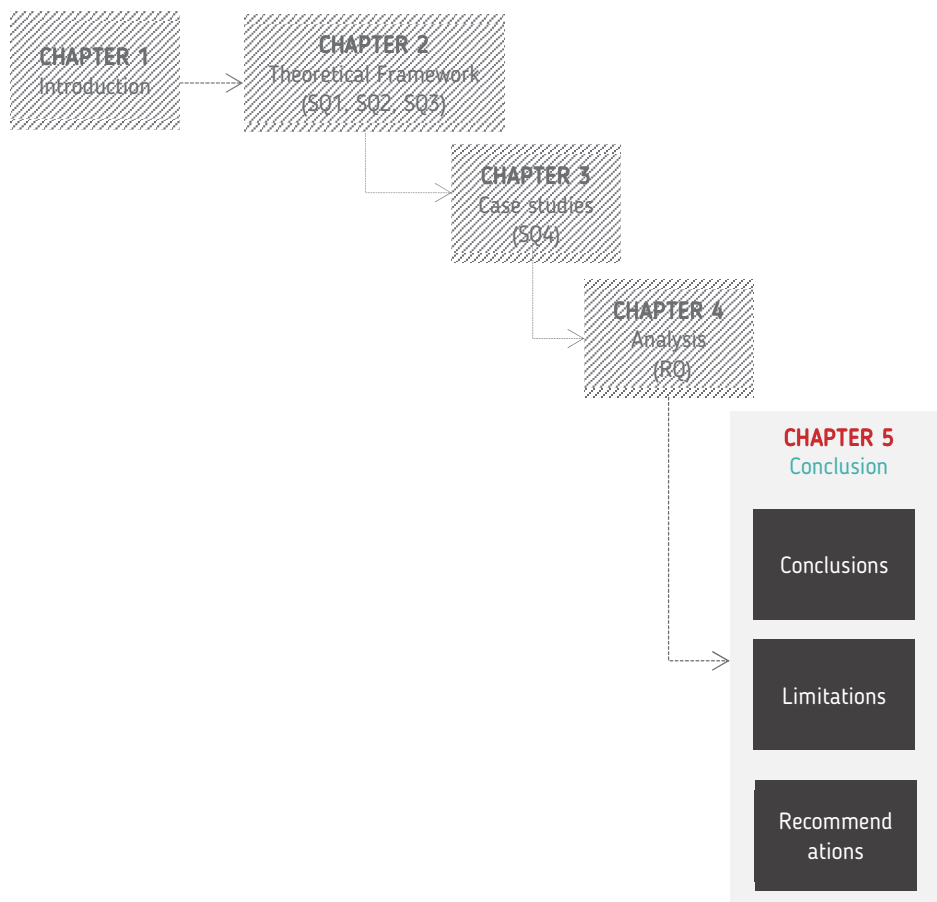 CHAPTER 1
Introduction
CHAPTER 2
Theoretical Framework
(SQ1, SQ2, SQ3)
CHAPTER 3
Case studies
(SQ4)
CHAPTER 4
Analysis
(RQ)
CHAPTER 5
Conclusion
Conclusions
Limitations
Recommend
ations